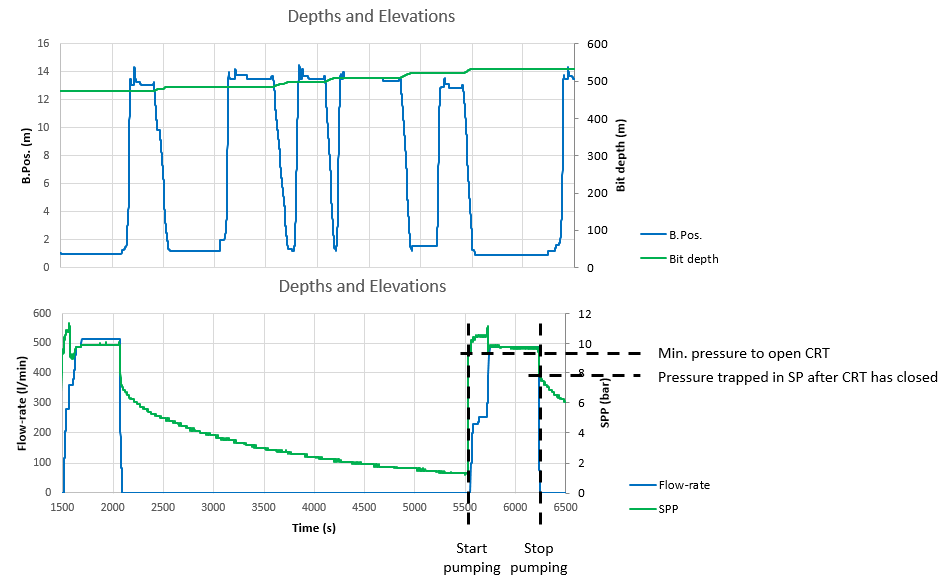 Depths and Elevations
16
14
12
10
8
6
4
2
0
B.Pos. (m)
600
500
400
300
200
100
0
Bit depth (m)
B.Pos.
Bit depth
Depths and Elevations
600
500
400
300
200
100
0
Flow-rate (l/min)
12
10
8
6
4
2
0
SPP (bar)
Min. pressure to open CRT
Pressure trapped in SP after CRT has closed
Flow-rate
SPP
1500 2000 2500 3000 3500 4000 4500 5000 5500 6000 6500
Time (s)
Start pumping
Stop pumping